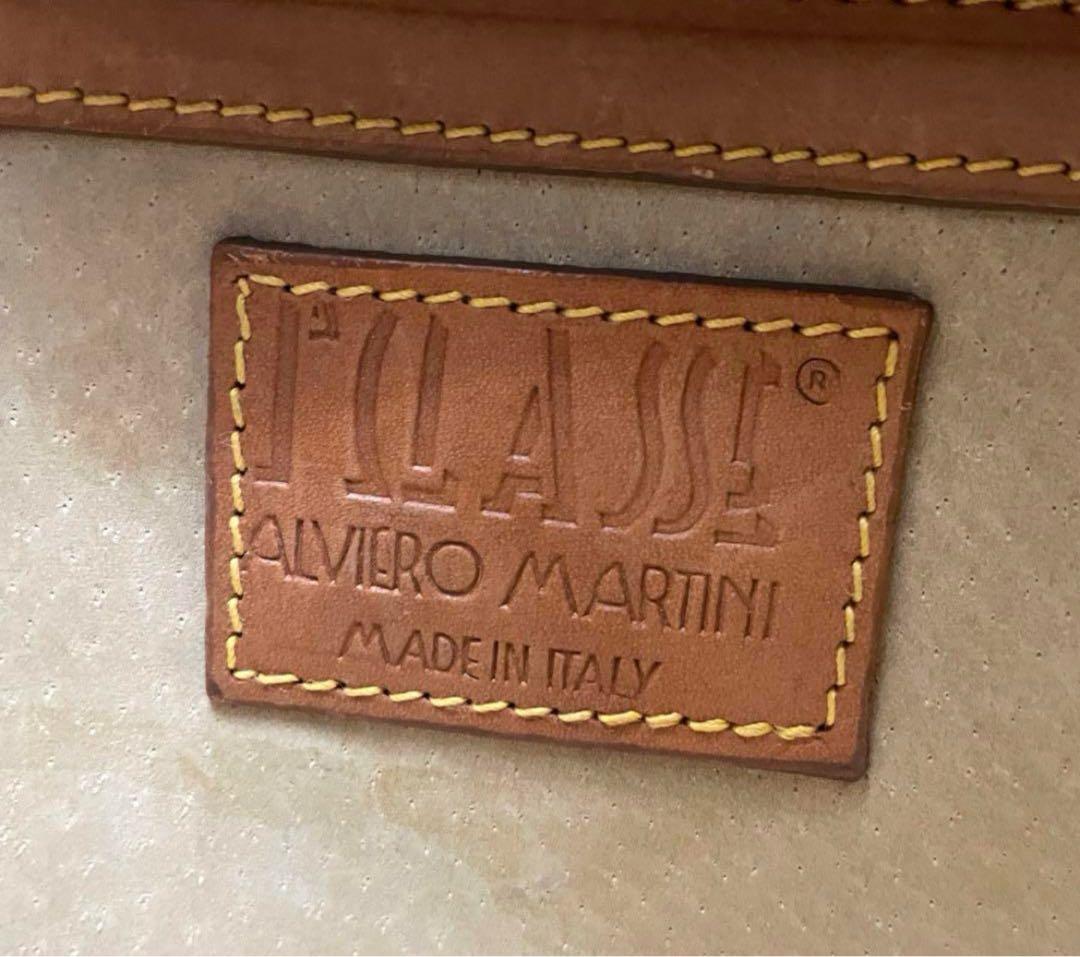 1ª CLASSE ®
ALVIERO MARTINI
MADE IN ITALY